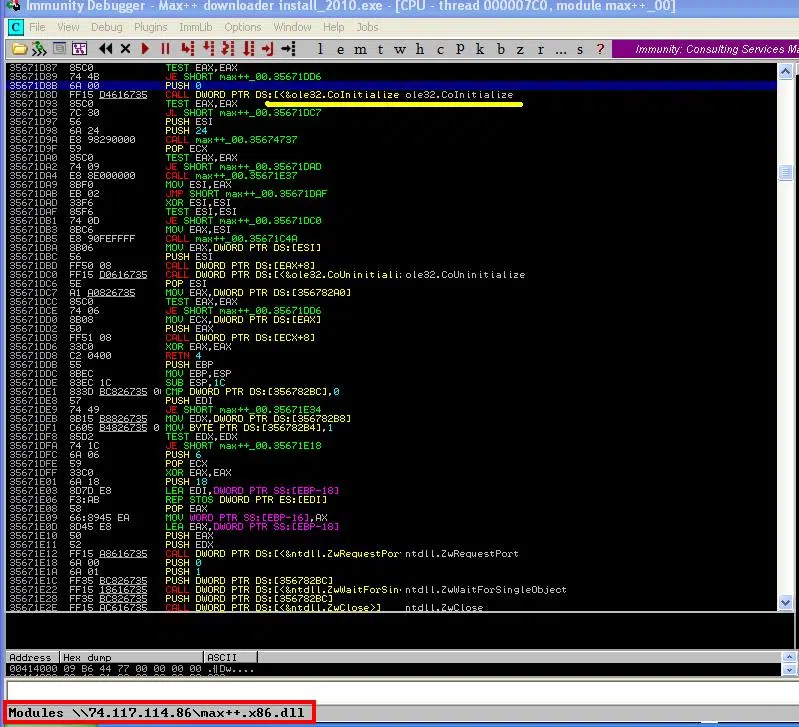 Immunity Debugger - Max++ downloader install_2010.exe - [CPU - thread 000007C0, module max++_00]
C File View Debug Plugins ImmLib Options Window Help Jobs
l e m t w h c p k b z r ... s ? Immunity: Consulting Services Ma
35671D87 85C0 TEST EAX,EAX
35671D89 74 4B JE SHORT max++_00.35671DD6
35671D8B 6A 00 PUSH 0
35671D8D FF15 D4616735 CALL DWORD PTR DS:[<&ole32.CoInitialize ole32.CoInitialize
35671D93 85C0 TEST EAX,EAX
35671D95 7C 30 JL SHORT max++_00.35671DC7
35671D97 56 PUSH ESI
35671D98 6A 24 PUSH 24
35671D9A E8 98290000 CALL max++_00.35674737
35671D9F 59 POP ECX
35671DA0 85C0 TEST EAX,EAX
35671DA2 74 09 JE SHORT max++_00.35671DAD
35671DA4 E8 8E000000 CALL max++_00.35671E37
35671DA9 8BF0 MOV ESI,EAX
35671DAB EB 02 JMP SHORT max++_00.35671DAF
35671DAD 33F6 XOR ESI,ESI
35671DAF 85F6 TEST ESI,ESI
35671DB1 74 0D JE SHORT max++_00.35671DC0
35671DB3 8BC6 MOV EAX,ESI
35671DB5 E8 90FEFFFF CALL max++_00.35671C4A
35671DBA 8B06 MOV EAX,DWORD PTR DS:[ESI]
35671DBC 56 PUSH ESI
35671DBD FF50 08 CALL DWORD PTR DS:[EAX+8]
35671DC0 FF15 D0616735 CALL DWORD PTR DS:[<&ole32.CoUninitiali: ole32.CoUninitialize
35671DC6 5E POP ESI
35671DC7 A1 A0826735 MOV EAX,DWORD PTR DS:[356782A0]
35671DCC 85C0 TEST EAX,EAX
35671DCE 74 06 JE SHORT max++_00.35671DD6
35671DD0 8B08 MOV ECX,DWORD PTR DS:[EAX]
35671DD2 50 PUSH EAX
35671DD3 FF51 08 CALL DWORD PTR DS:[ECX+8]
35671DD6 33C0 XOR EAX,EAX
35671DD8 C2 0400 RETN 4
35671DDB 55 PUSH EBP
35671DDC 8BEC MOV EBP,ESP
35671DDE 83EC 1C SUB ESP,1C
35671DE1 833D BC826735 0 CMP DWORD PTR DS:[356782BC],0
35671DE8 57 PUSH EDI
35671DE9 74 49 JE SHORT max++_00.35671E34
35671DEB 8B15 B8826735 MOV EDX,DWORD PTR DS:[356782B8]
35671DF1 C605 B4826735 0 MOV BYTE PTR DS:[356782B4],1
35671DF8 85D2 TEST EDX,EDX
35671DFA 74 1C JE SHORT max++_00.35671E18
35671DFC 6A 06 PUSH 6
35671DFE 59 POP ECX
35671DFF 33C0 XOR EAX,EAX
35671E01 6A 18 PUSH 18
35671E03 8D7D E8 LEA EDI,DWORD PTR SS:[EBP-18]
35671E06 F3:AB REP STOS DWORD PTR ES:[EDI]
35671E08 58 POP EAX
35671E09 66:8945 EA MOV WORD PTR SS:[EBP-16],AX
35671E0D 8D45 E8 LEA EAX,DWORD PTR SS:[EBP-18]
35671E10 50 PUSH EAX
35671E11 52 PUSH EDX
35671E12 FF15 A8616735 CALL DWORD PTR DS:[<&ntdll.ZwRequestPor ntdll.ZwRequestPort
35671E18 6A 00 PUSH 0
35671E1A 6A 01 PUSH 1
35671E1C FF35 BC826735 PUSH DWORD PTR DS:[356782BC]
35671E22 FF15 18616735 CALL DWORD PTR DS:[<&ntdll.ZwWaitForSin ntdll.ZwWaitForSingleObject
35671E28 FF35 BC826735 PUSH DWORD PTR DS:[356782BC]
35671E2E FF15 AC616735 CALL DWORD PTR DS:[<&ntdll.ZwClose>] ntdll.ZwClose
Address Hex dump ASCII
00414000 09 B6 44 77 00 00 00 00
Modules \\74.117.114.86\max++.x86.dll